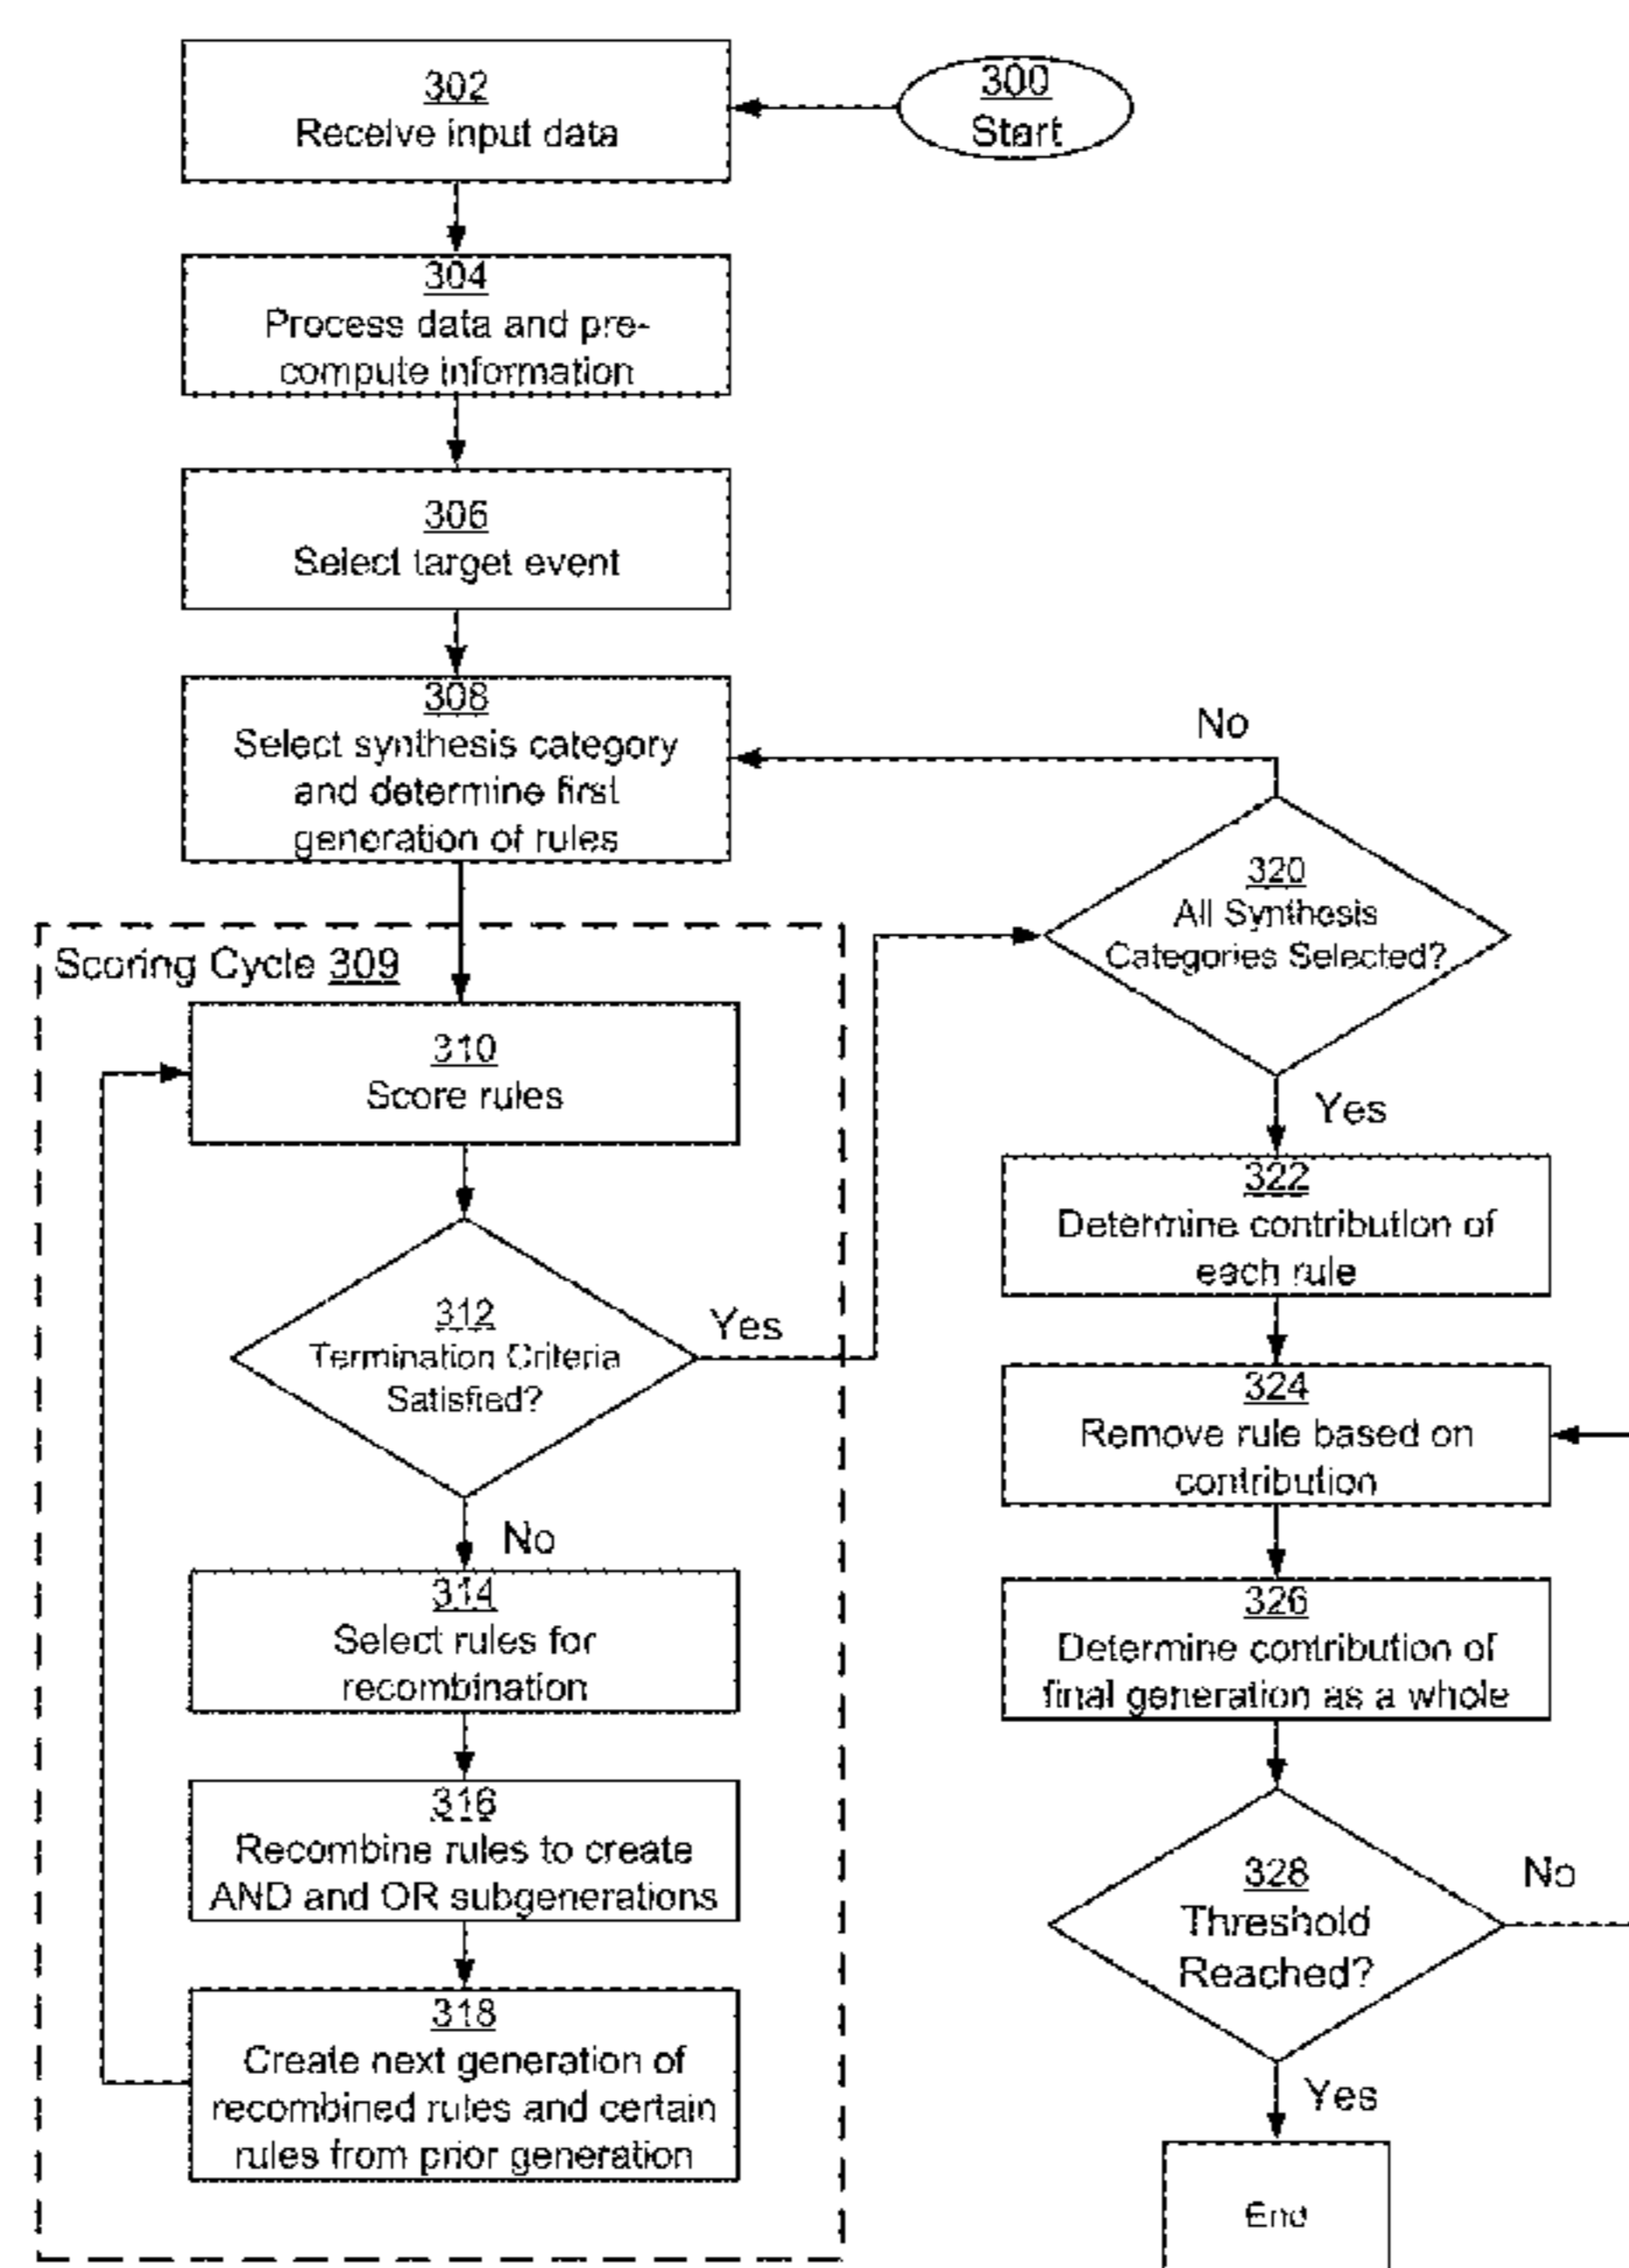 300
Start
302
Receive input data
304
Process data and pre-
compute information
306
Select target event
308
Select synthesis category
and determine first
generation of rules
Scoring Cycle 309
310
Score rules
312
Termination Criteria
Satisfied?
Yes
No
314
Select rules for
recombination
316
Recombine rules to create
AND and OR subgenerations
318
Create next generation of
recombined rules and certain
rules from prior generation
No
320
All Synthesis
Categories Selected?
Yes
322
Determine contribution of
each rule
324
Remove rule based on
contribution
326
Determine contribution of
final generation as a whole
328
Threshold
Reached?
No
Yes
End